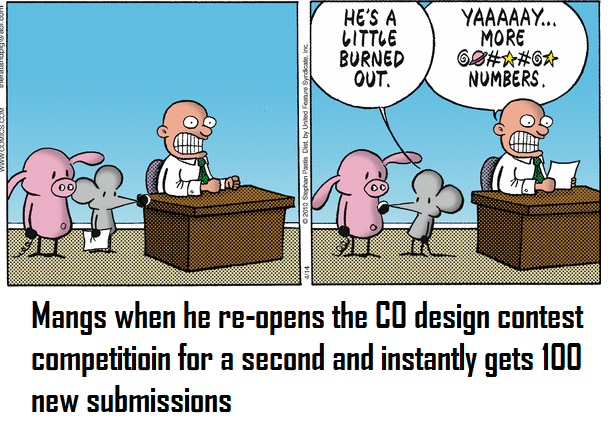 theratandpig@aol.com
WWW.COMICS.COM
HE'S A
LITTLE
BURNED
OUT.
YAAAAAY...
MORE
@🪐#★#@★
NUMBERS.
© 2010 Stephan Pastis Dist. by United Feature Syndicate, Inc.
4/14
Mangs when he re-opens the CO design contest
competitioin for a second and instantly gets 100
new submissions